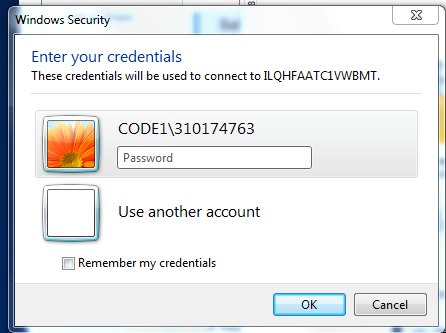 Windows Security
Enter your credentials
These credentials will be used to connect to ILQHFAATC1VWBMT.
CODE1\310174763
Password
Use another account
Remember my credentials
OK
Cancel